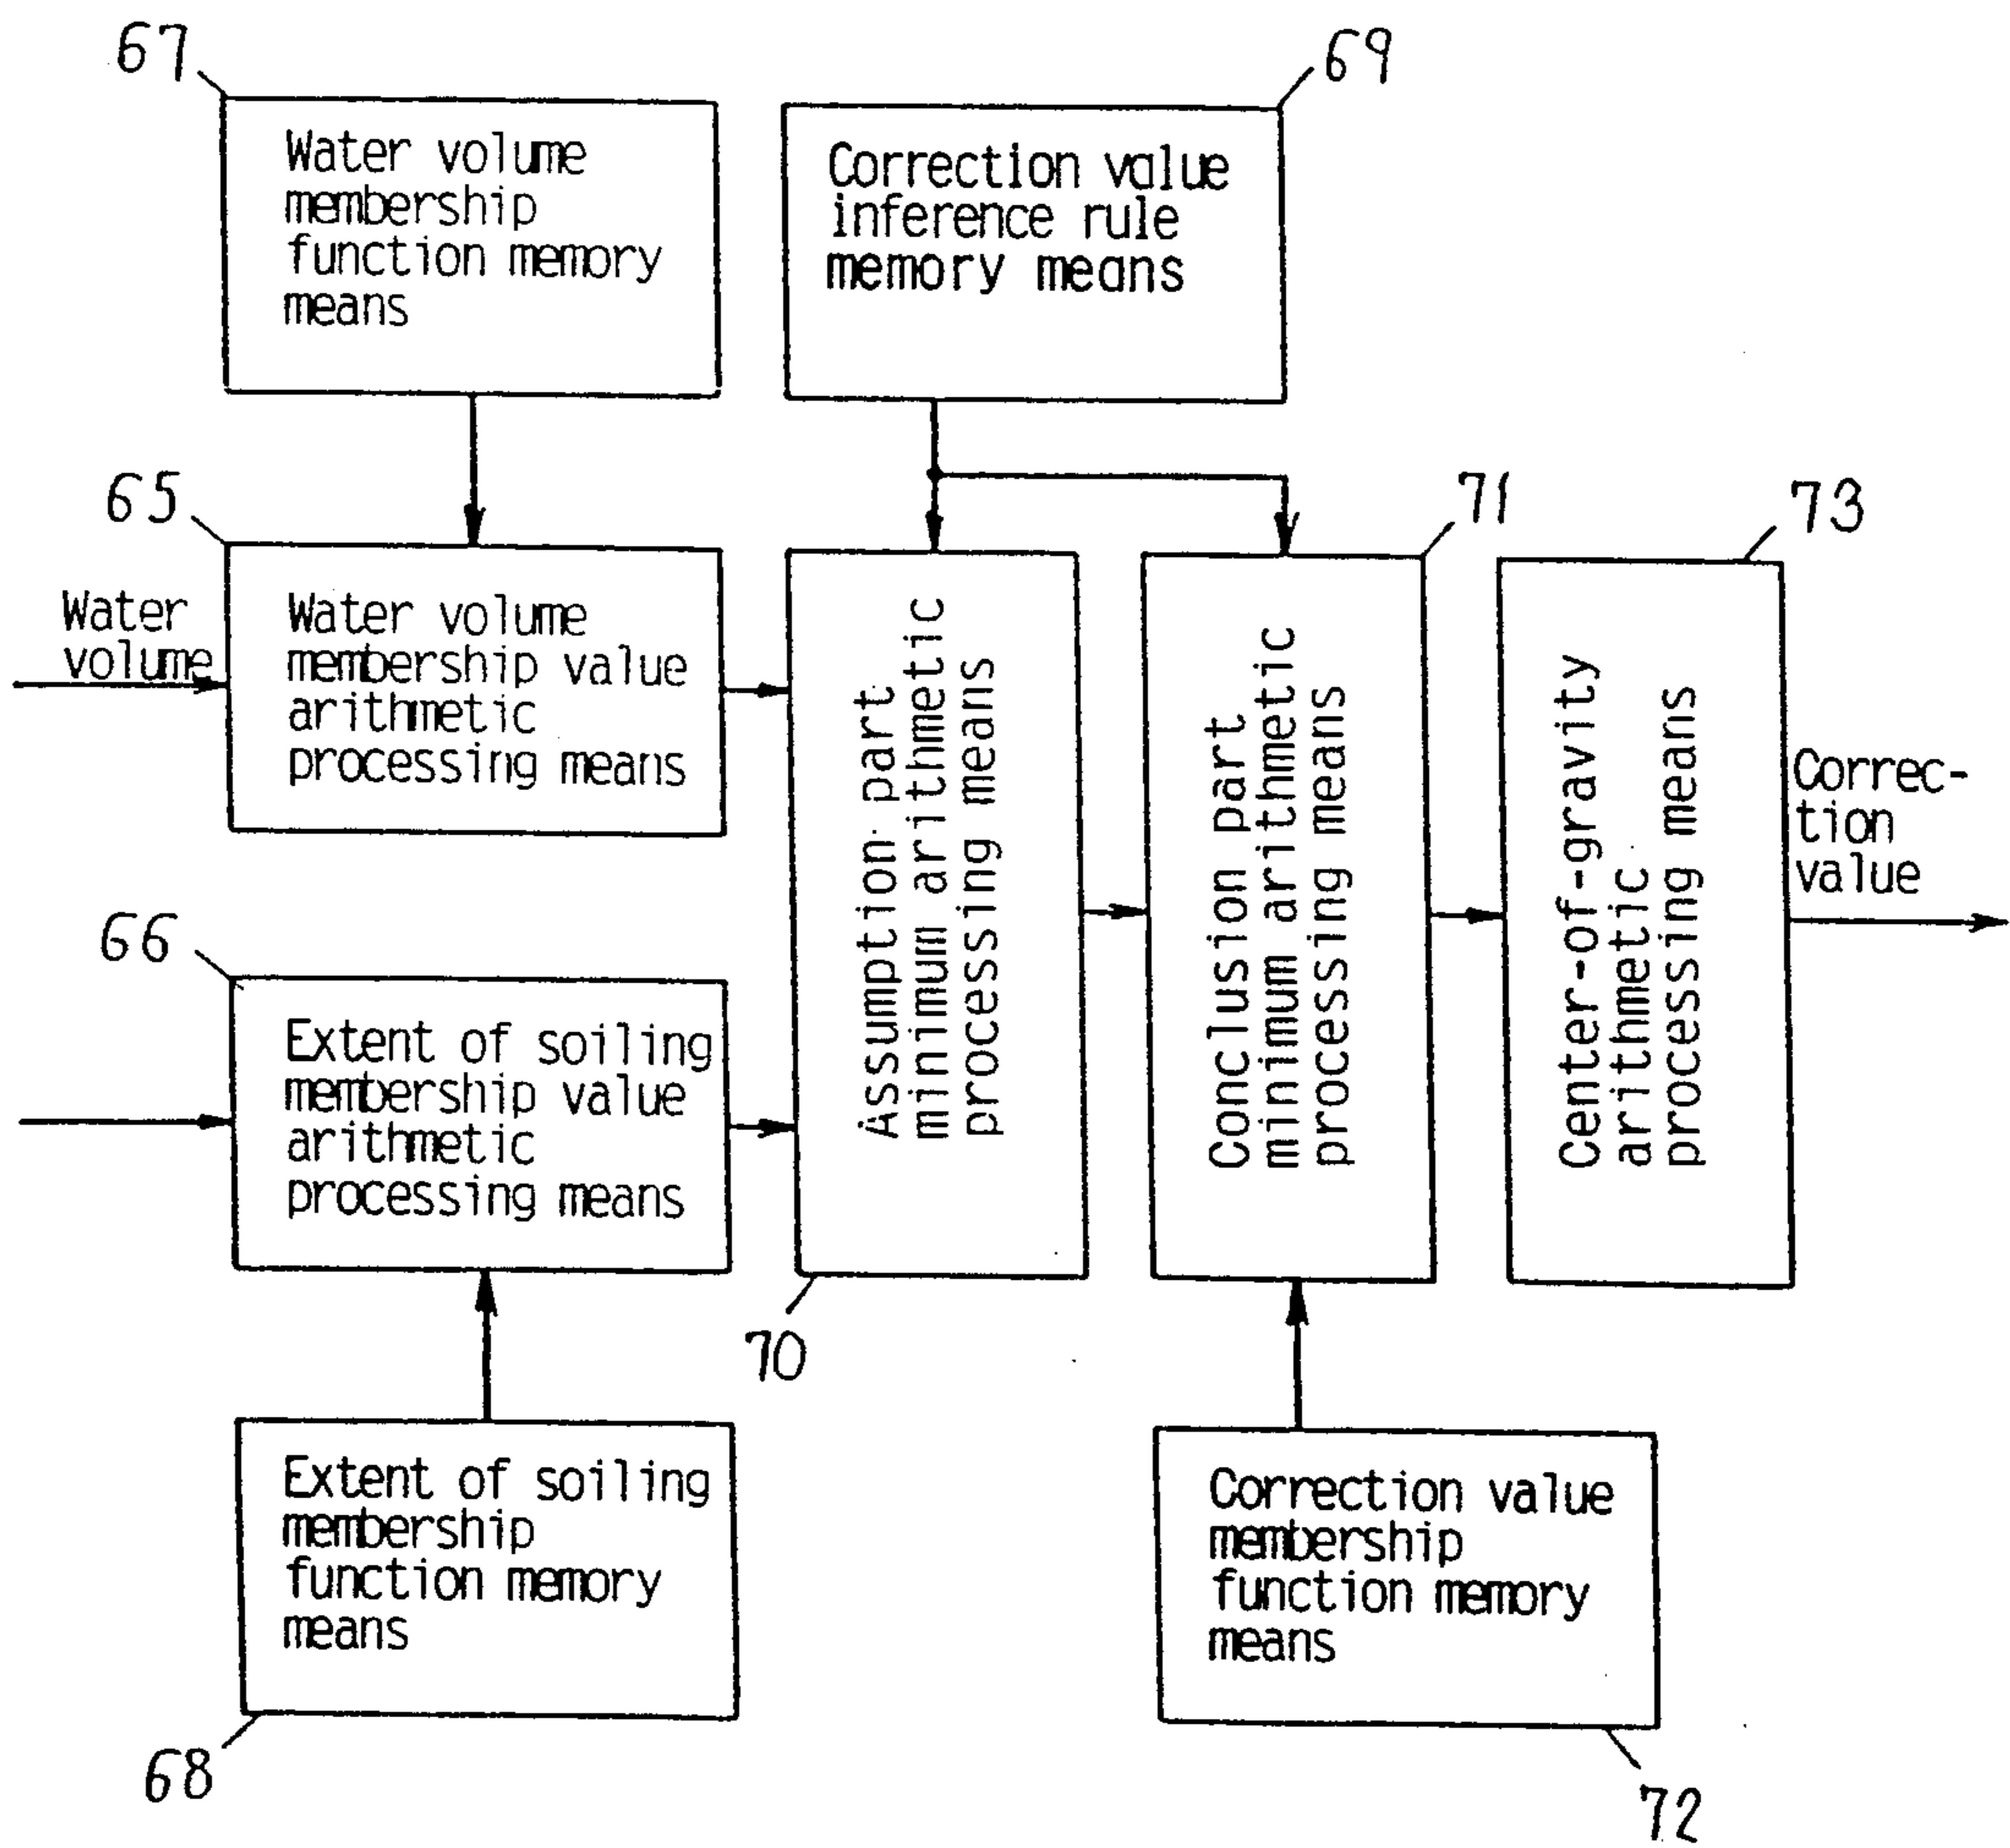 67
69
Water volume
membership
function memory
means
Correction value
inference rule
memory means
65
71
73
Water
volume
Water volume
membership value
arithmetic
processing means
Assumption part
minimum arithmetic
processing means
Conclusion part
minimum arithmetic
processing means
Center-of-gravity
arithmetic
processing means
Correc-
tion
value
66
Extent of soiling
membership value
arithmetic
processing means
70
Extent of soiling
membership
function memory
means
Correction value
membership
function memory
means
68
72